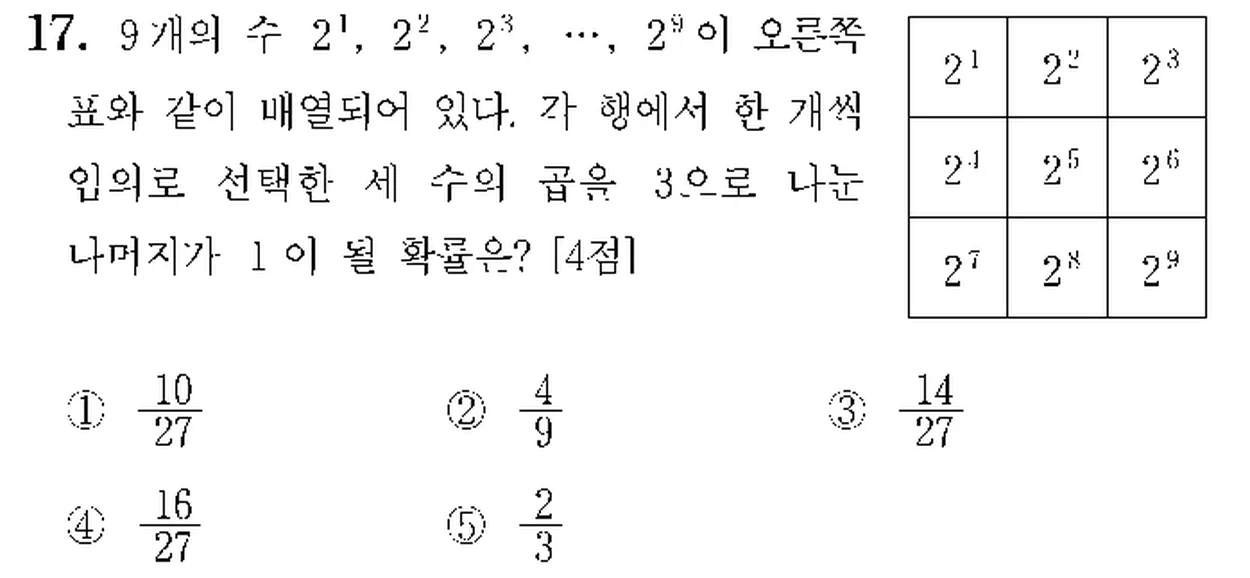 17. 9개의 수 2¹, 2², 2³, ⋯, 2⁹이 오른쪽
표와 같이 배열되어 있다. 각 행에서 한 개씩
임의로 선택한 세 수의 곱을 3으로 나눈
나머지가 1이 될 확률은? [4점]
2¹ 2² 2³
2⁴ 2⁵ 2⁶
2⁷ 2⁸ 2⁹
① 10/27 ② 4/9 ③ 14/27
④ 16/27 ⑤ 2/3